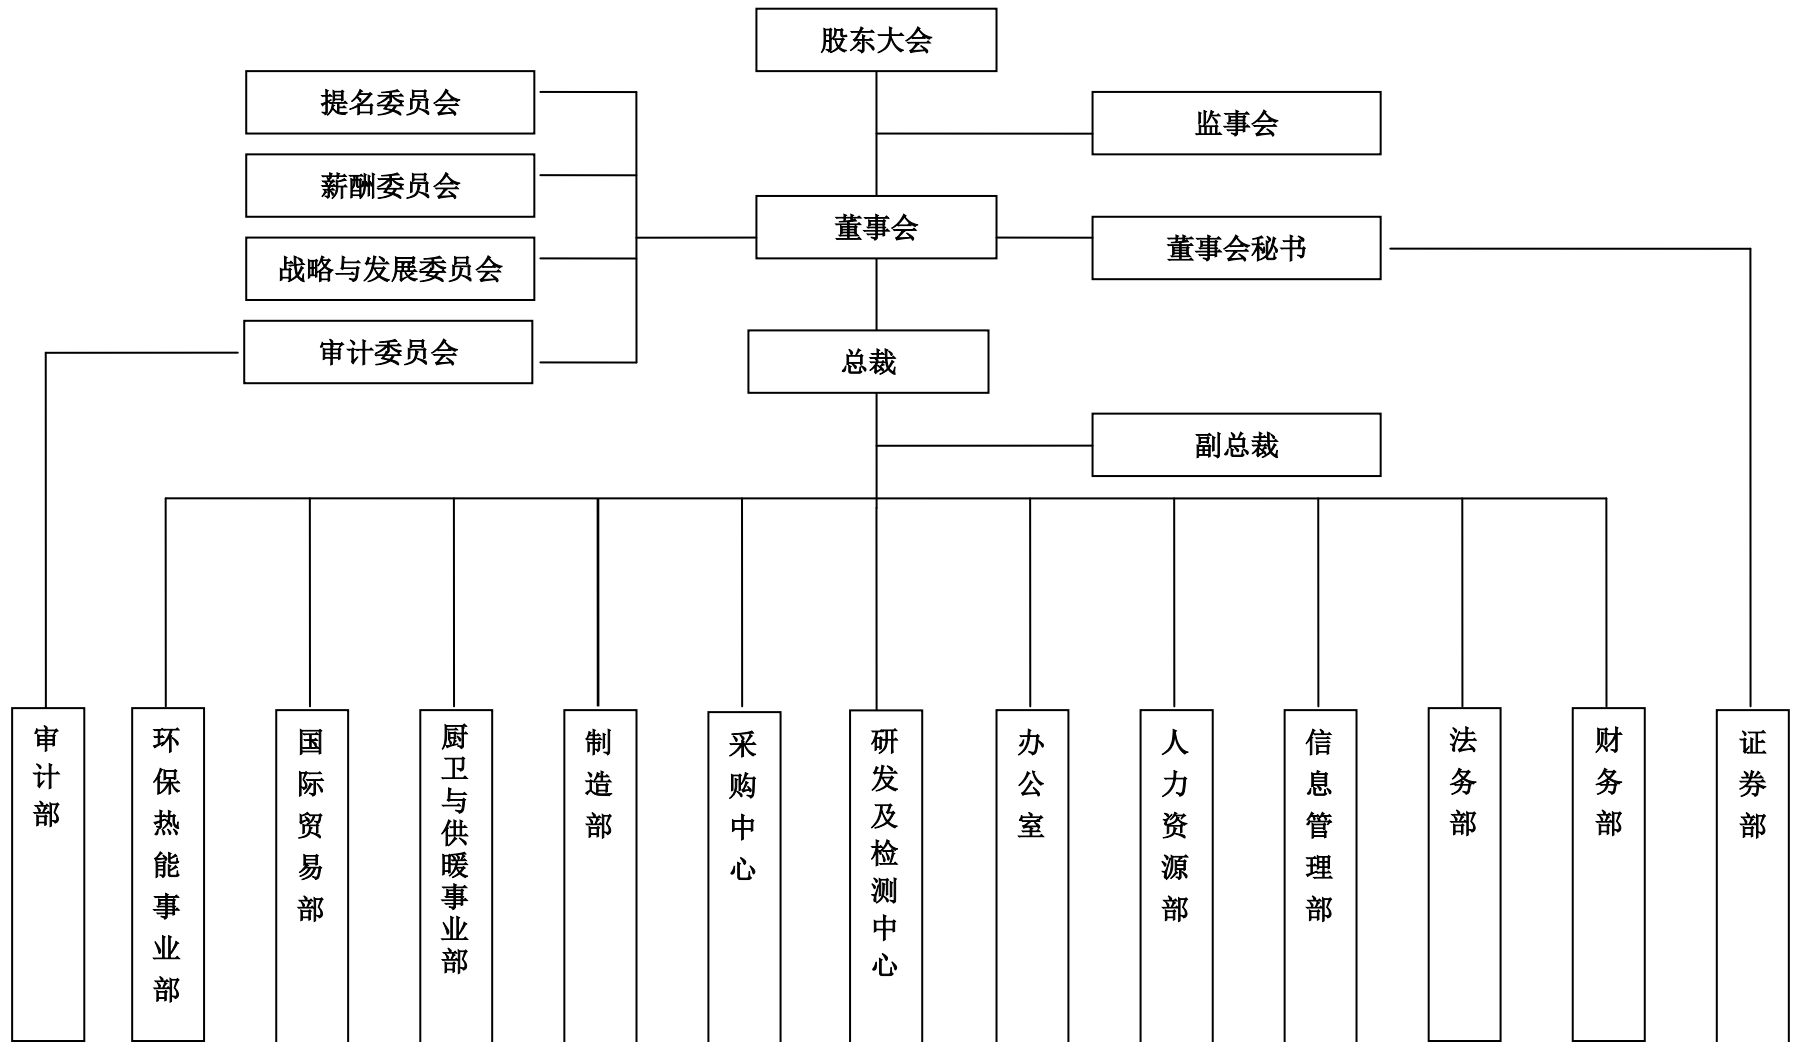 股东大会
提名委员会
监事会
薪酬委员会
董事会
董事会秘书
战略与发展委员会
审计委员会
总裁
副总裁
审计部
环保热能事业部
国际贸易部
厨卫与供暖事业部
制造部
采购中心
研发及检测中心
办公室
人力资源部
信息管理部
法务部
财务部
证券部